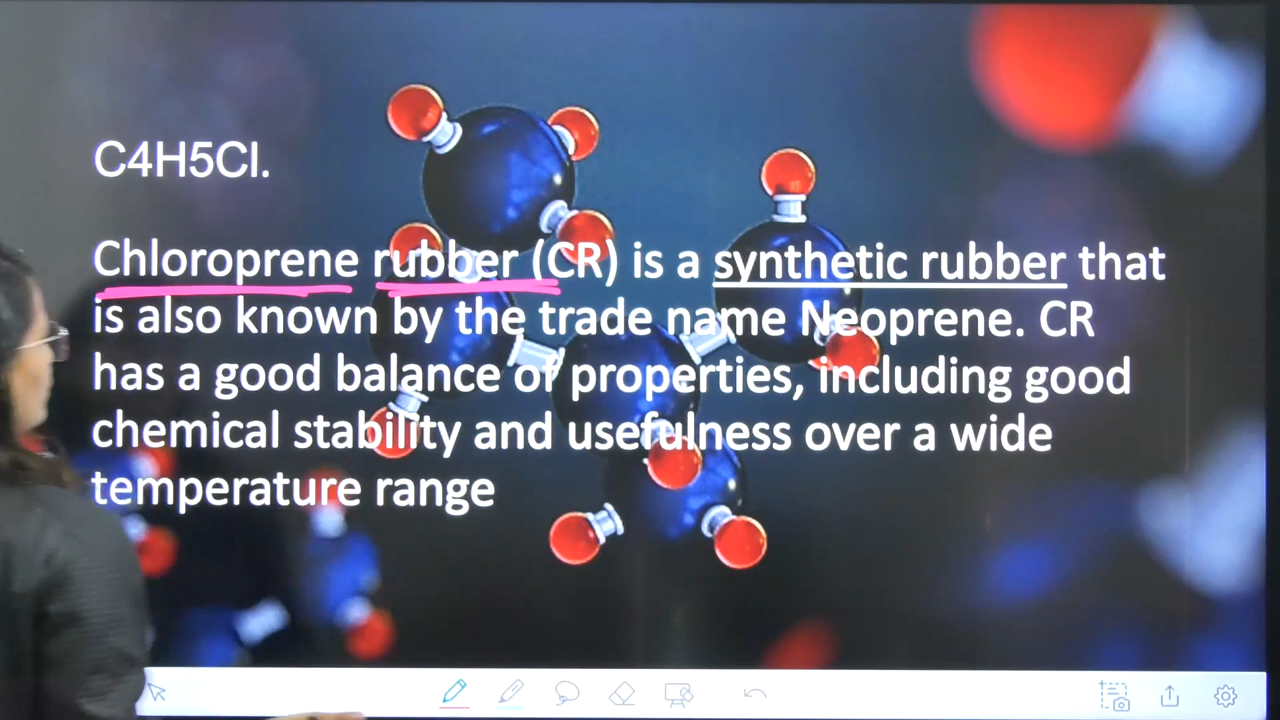 C4H5Cl.
Chloroprene rubber (CR) is a synthetic rubber that
is also known by the trade name Neoprene. CR
has a good balance of properties, including good
chemical stability and usefulness over a wide
temperature range